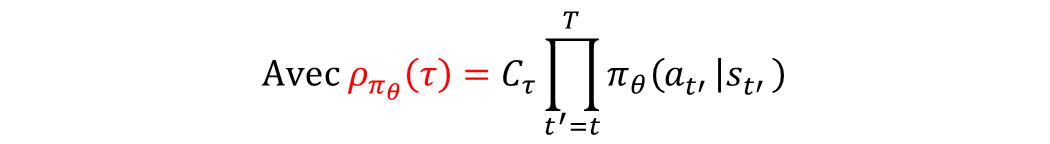 Avec ρ_{π_θ}(τ) = C_τ ∏_{t′=t}^{T} π_θ(a_{t′} |s_{t′} )